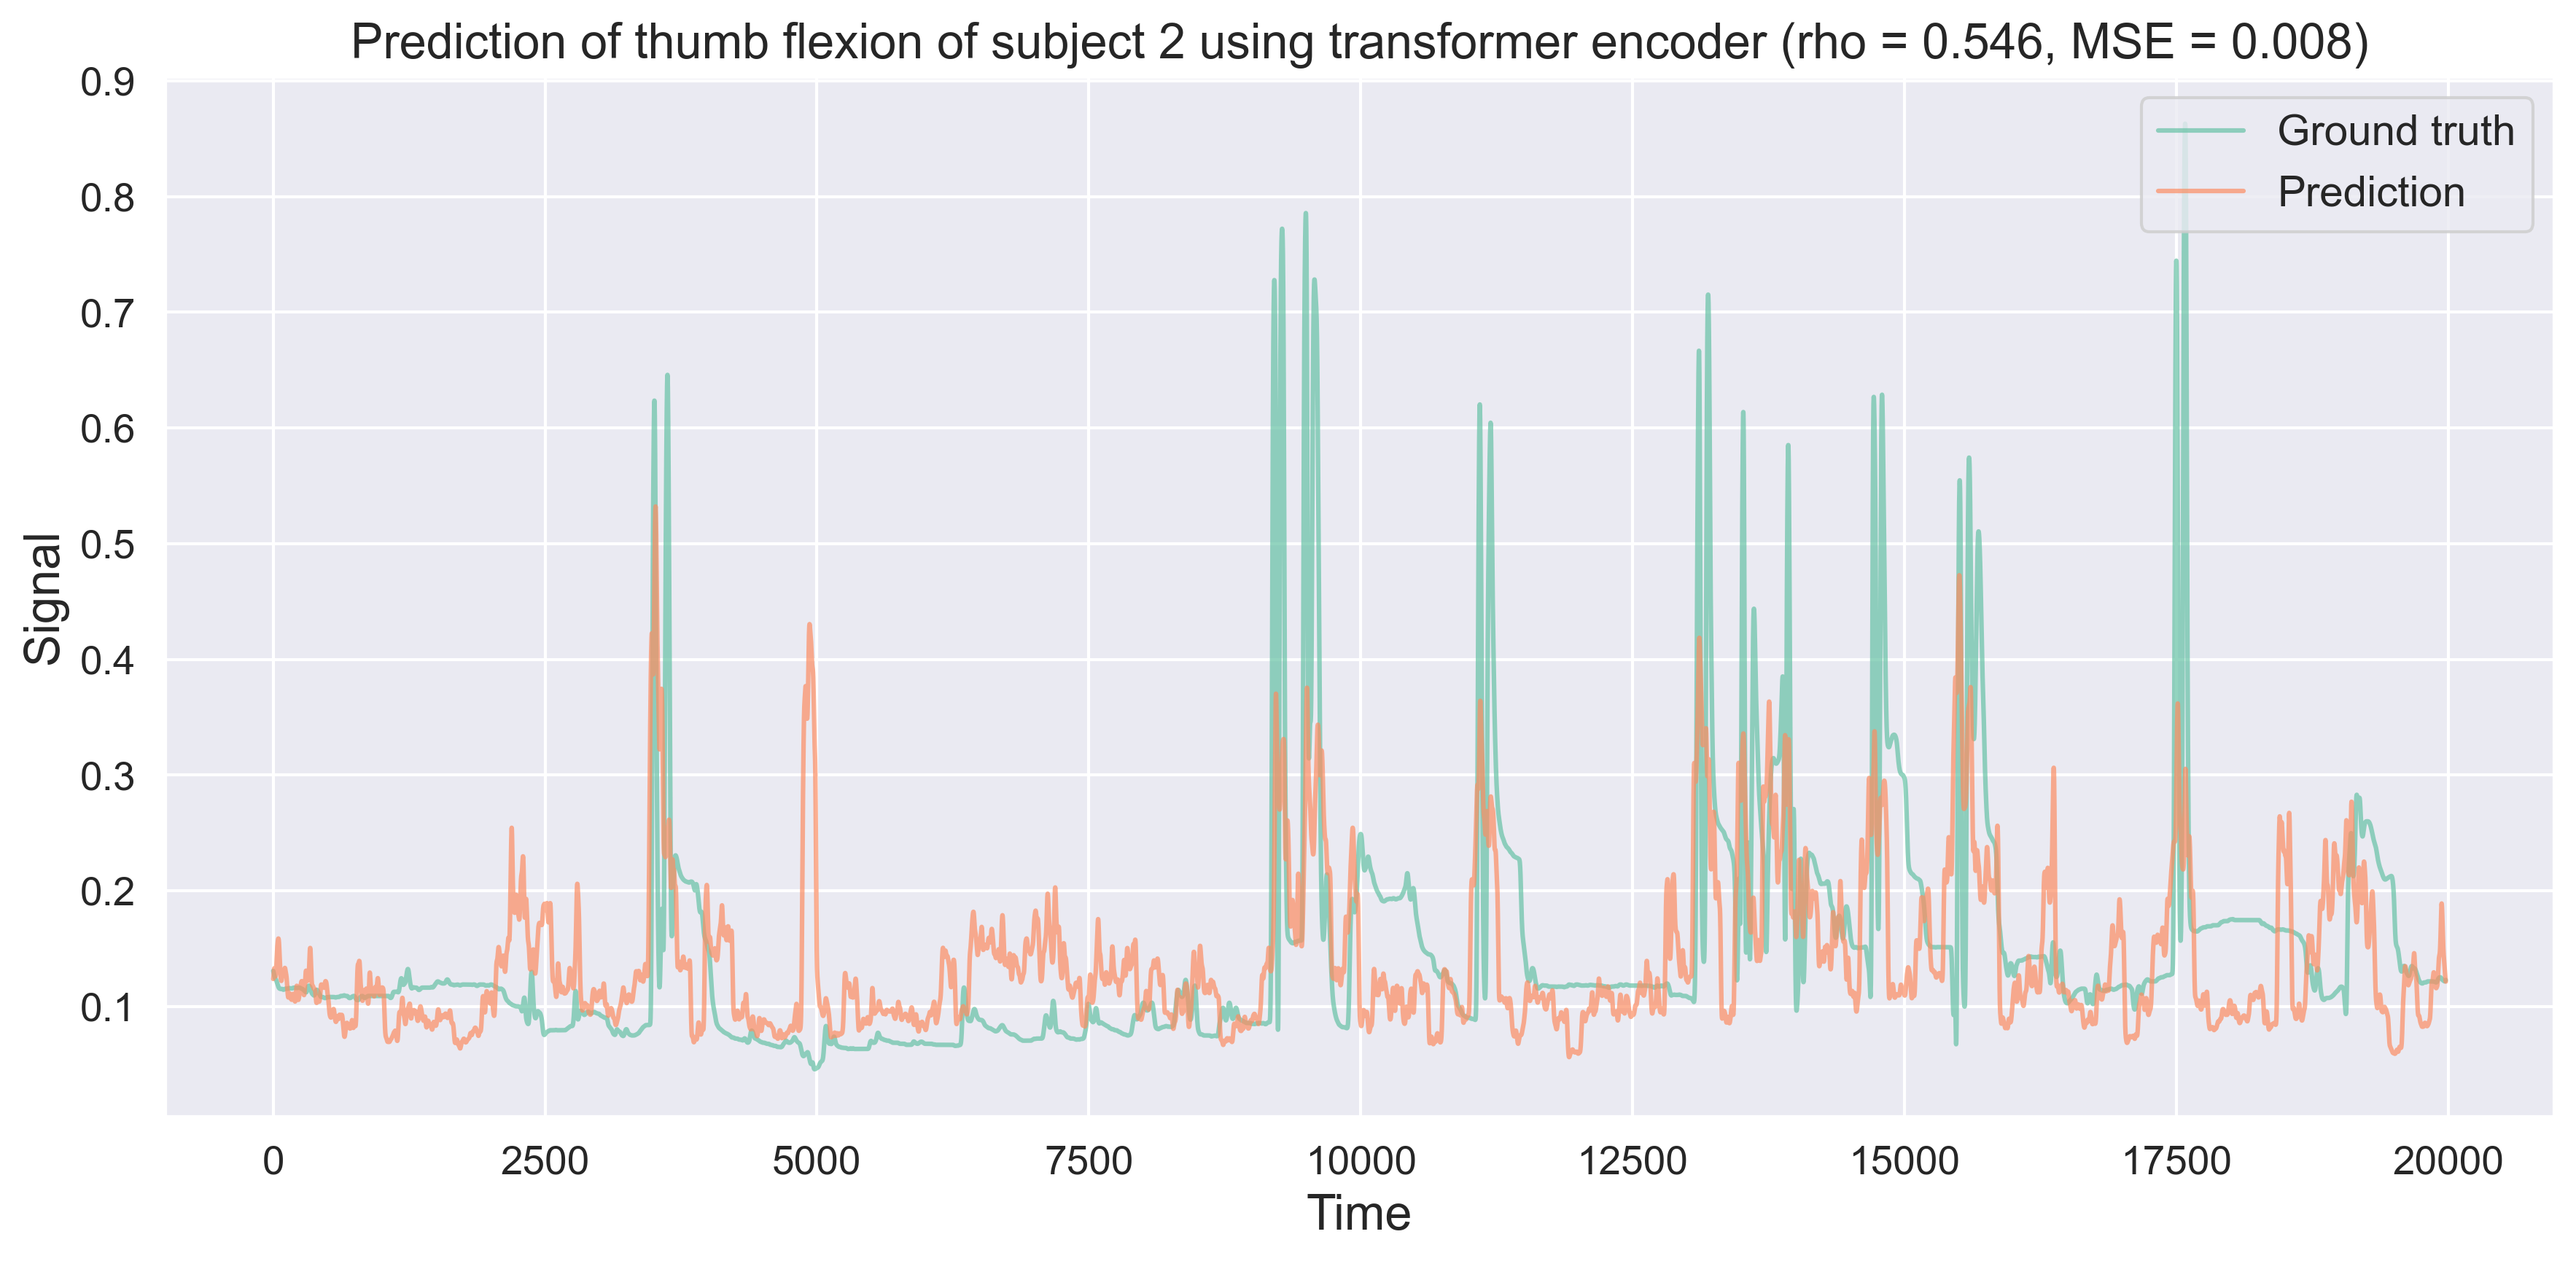 Prediction of thumb flexion of subject 2 using transformer encoder (rho = 0.546, MSE = 0.008)
Ground truth
Prediction
Signal
0.9
0.8
0.7
0.6
0.5
0.4
0.3
0.2
0.1
0 2500 5000 7500 10000 12500 15000 17500 20000
Time